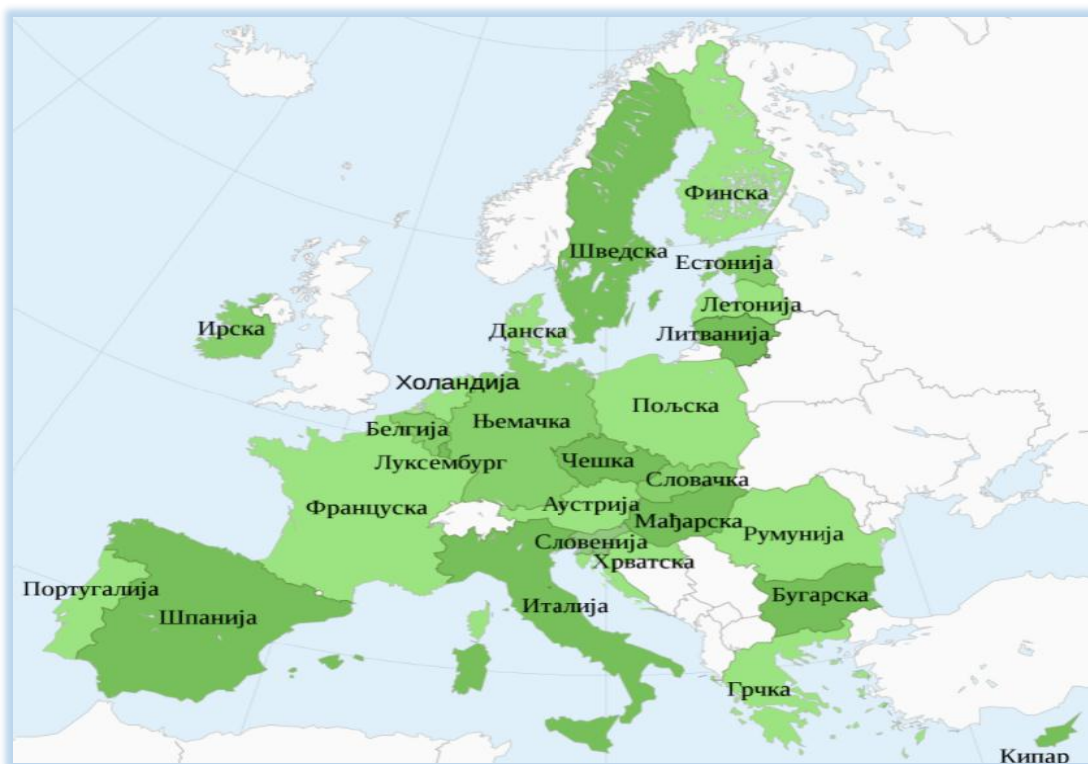 Финска
Шведска
Естонија
Летонија
Ирска
Данска
Литванија
Холандија
Пољска
Белгија
Њемачка
Луксембург
Чешка
Словачка
Француска
Аустрија
Мађарска
Румунија
Словенија
Хрватска
Португалија
Шпанија
Италија
Бугарска
Грчка
Кипар